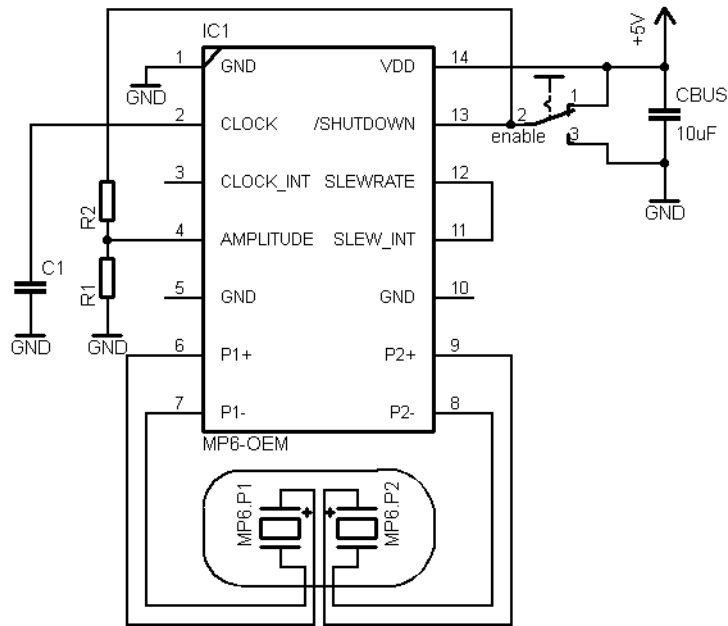 IC1
+5V
1 GND VDD 14
GND
2 CLOCK /SHUTDOWN 13
2 1
enable 3
CBUS
10uF
3 CLOCK_INT SLEWRATE 12
R2
4 AMPLITUDE SLEW_INT 11
GND
C1
R1
5 GND GND 10
GND GND
6 P1+ P2+ 9
7 P1- P2- 8
MP6-OEM
MP6.P1 + + MP6.P2